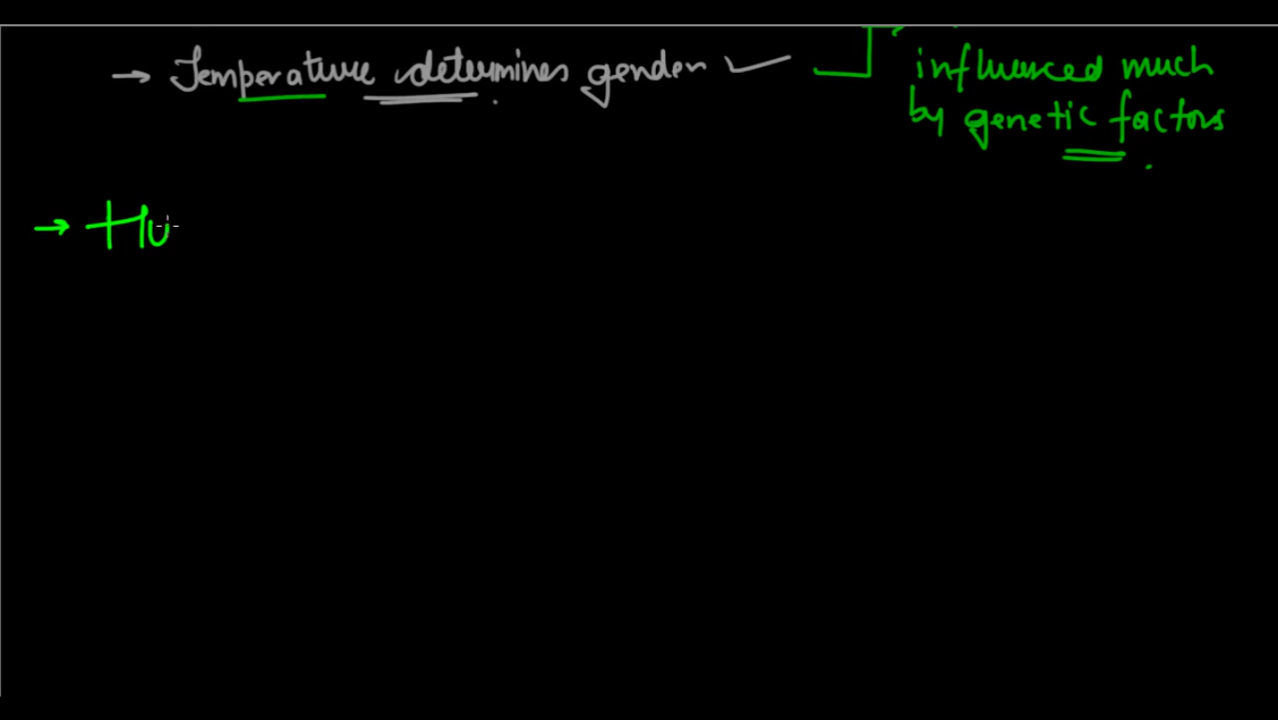 → Temperature determines gender ✓
influenced much
by genetic factors
→ Hu